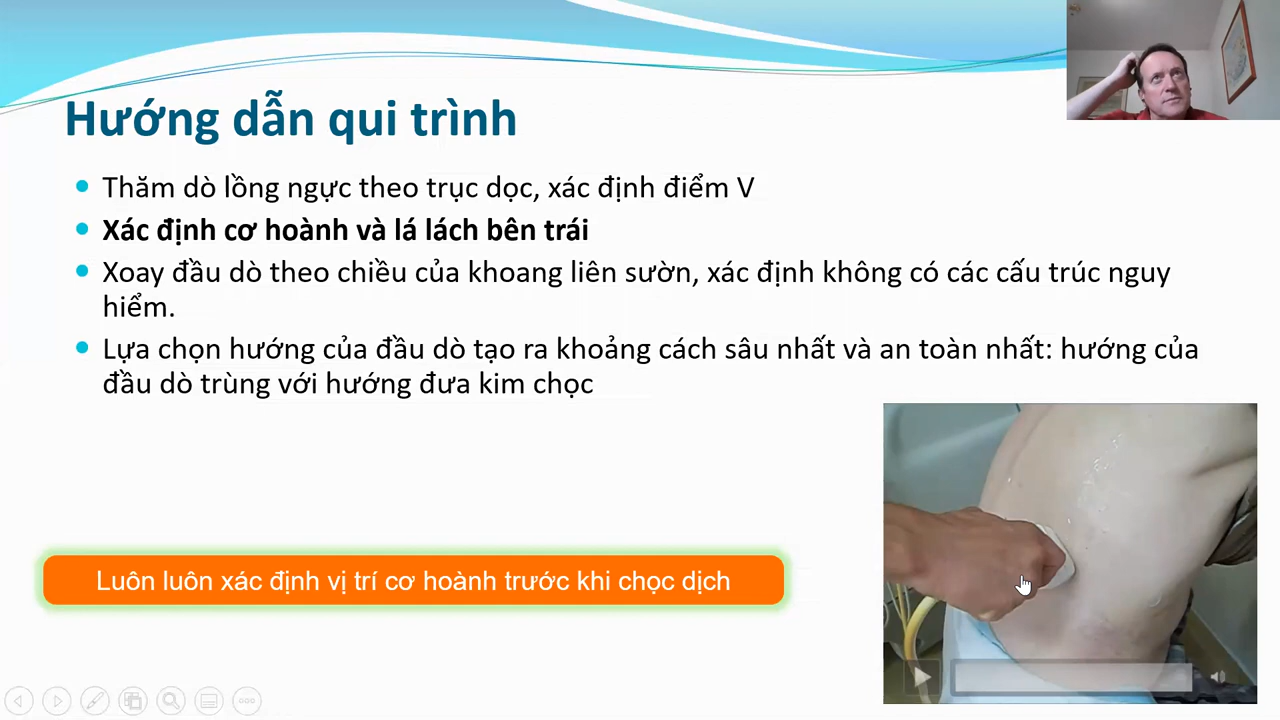 Hướng dẫn qui trình
Thăm dò lồng ngực theo trục dọc, xác định điểm V
Xác định cơ hoành và lá lách bên trái
Xoay đầu dò theo chiều của khoang liên sườn, xác định không có các cấu trúc nguy
hiểm.
Lựa chọn hướng của đầu dò tạo ra khoảng cách sâu nhất và an toàn nhất: hướng của
đầu dò trùng với hướng đưa kim chọc
Luôn luôn xác định vị trí cơ hoành trước khi chọc dịch